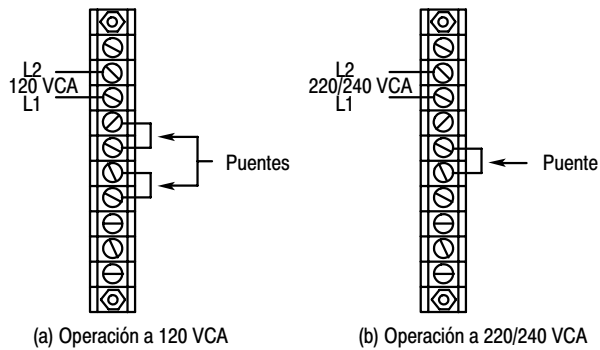 L2
120 VCA
L1
Puentes
(a) Operación a 120 VCA
L2
220/240 VCA
L1
Puente
(b) Operación a 220/240 VCA